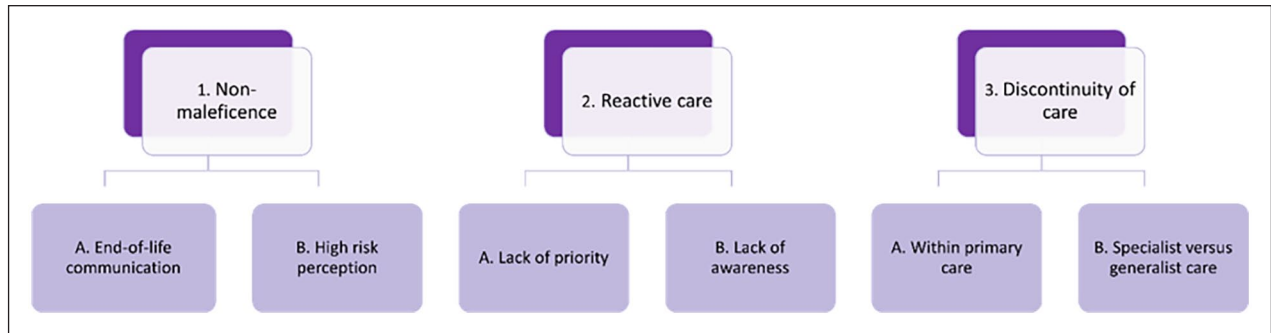 1. Non-
maleficence
2. Reactive care
3. Discontinuity of
care
A. End-of-life
communication
B. High risk
perception
A. Lack of priority
B. Lack of
awareness
A. Within primary
care
B. Specialist versus
generalist care